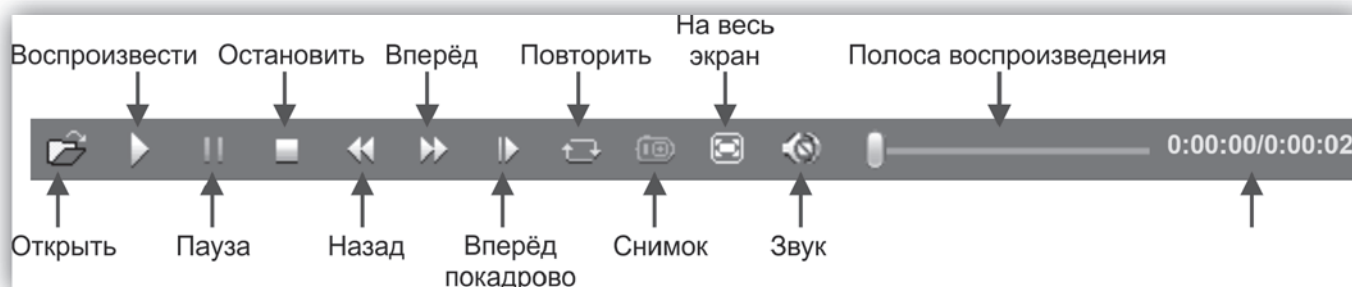 На весь
экран
Воспроизвести Остановить Вперёд Повторить Полоса воспроизведения
0:00:00/0:00:02
Открыть Пауза Назад Вперёд Снимок Звук
покадрово